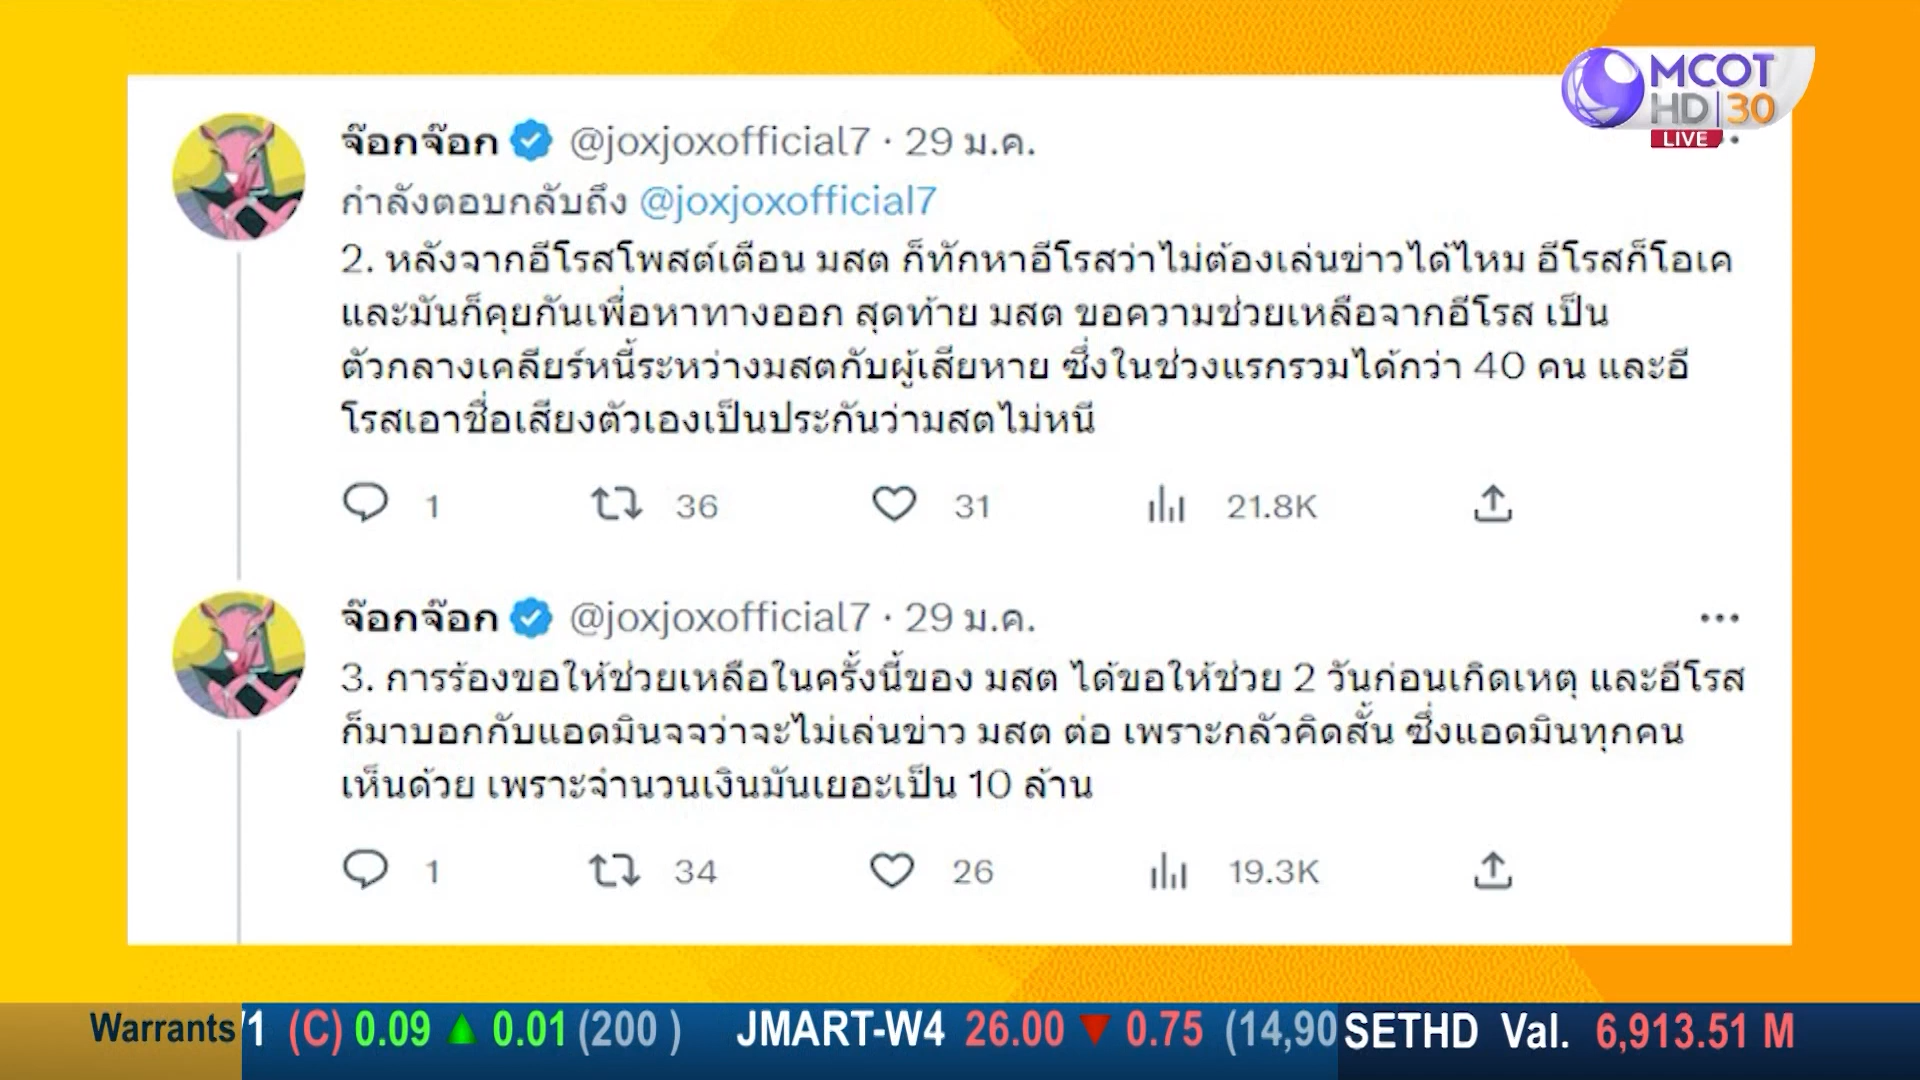 MCOT
HD 30
LIVE
จ๊อกจ๊อก @joxjoxofficial7 · 29 ม.ค.
กำลังตอบกลับถึง @joxjoxofficial7
2. หลังจากอีโรสโพสต์เตือน มสต ก็ทักหาอีโรสว่าไม่ต้องเล่นข่าวได้ไหม อีโรสก็โอเค
และมันก็คุยกันเพื่อหาทางออก สุดท้าย มสต ขอความช่วยเหลือจากอีโรส เป็น
ตัวกลางเคลียร์หนี้ระหว่างมสตกับผู้เสียหาย ซึ่งในช่วงแรกรวมได้กว่า 40 คน และอี
โรสเอาชื่อเสียงตัวเองเป็นประกันว่ามสตไม่หนี
1 36 31 21.8K
จ๊อกจ๊อก @joxjoxofficial7 · 29 ม.ค.
3. การร้องขอให้ช่วยเหลือในครั้งนี้ของ มสต ได้ขอให้ช่วย 2 วันก่อนเกิดเหตุ และอีโรส
ก็มาบอกกับแอดมินจจว่าจะไม่เล่นข่าว มสต ต่อ เพราะกลัวคิดสั้น ซึ่งแอดมินทุกคน
เห็นด้วย เพราะจำนวนเงินมันเยอะเป็น 10 ล้าน
1 34 26 19.3K
Warrants /1 (C) 0.09 ▲ 0.01 (200 ) JMART-W4 26.00 ▼ 0.75 (14,90 SETHD Val. 6,913.51 M